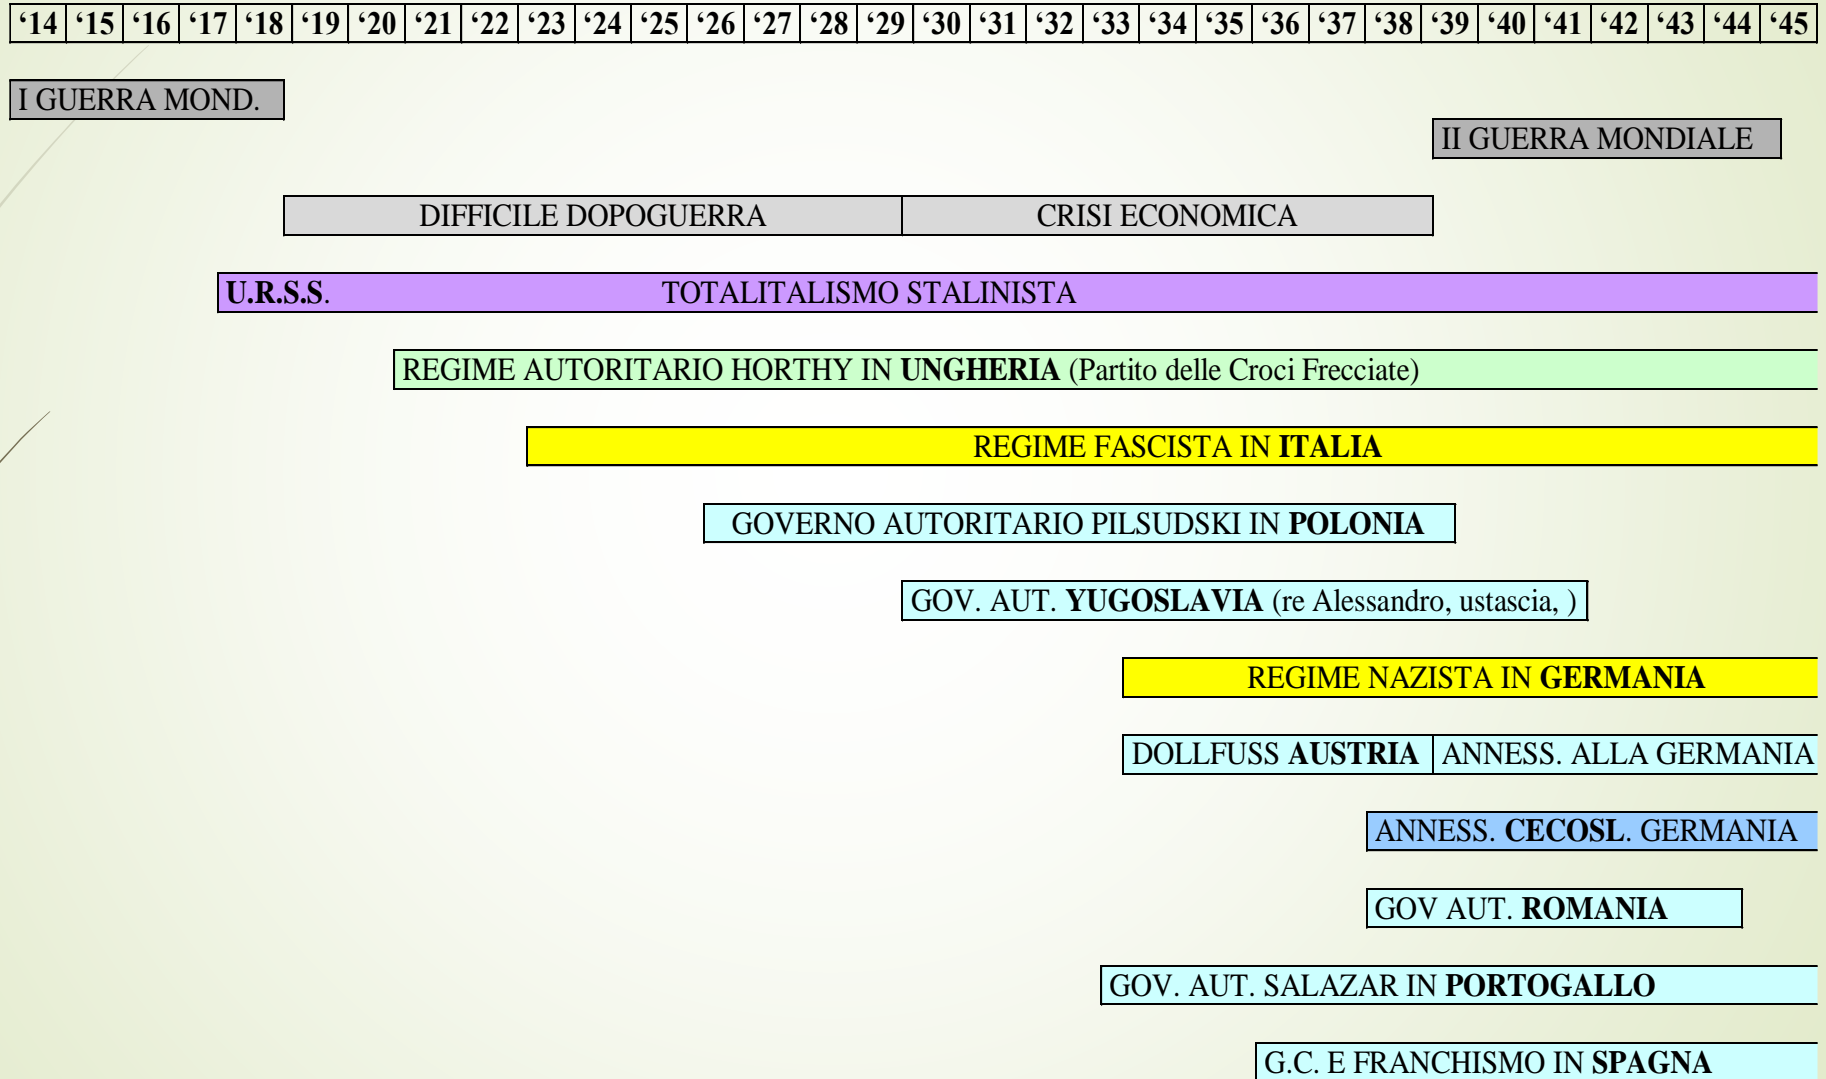 ‘14 ‘15 ‘16 ‘17 ‘18 ‘19 ‘20 ‘21 ‘22 ‘23 ‘24 ‘25 ‘26 ‘27 ‘28 ‘29 ‘30 ‘31 ‘32 ‘33 ‘34 ‘35 ‘36 ‘37 ‘38 ‘39 ‘40 ‘41 ‘42 ‘43 ‘44 ‘45
I GUERRA MOND.
II GUERRA MONDIALE
DIFFICILE DOPOGUERRA CRISI ECONOMICA
U.R.S.S. TOTALITALISMO STALINISTA
REGIME AUTORITARIO HORTHY IN UNGHERIA (Partito delle Croci Frecciate)
REGIME FASCISTA IN ITALIA
GOVERNO AUTORITARIO PILSUDSKI IN POLONIA
GOV. AUT. YUGOSLAVIA (re Alessandro, ustascia, )
REGIME NAZISTA IN GERMANIA
DOLLFUSS AUSTRIA ANNESS. ALLA GERMANIA
ANNESS. CECOSL. GERMANIA
GOV AUT. ROMANIA
GOV. AUT. SALAZAR IN PORTOGALLO
G.C. E FRANCHISMO IN SPAGNA